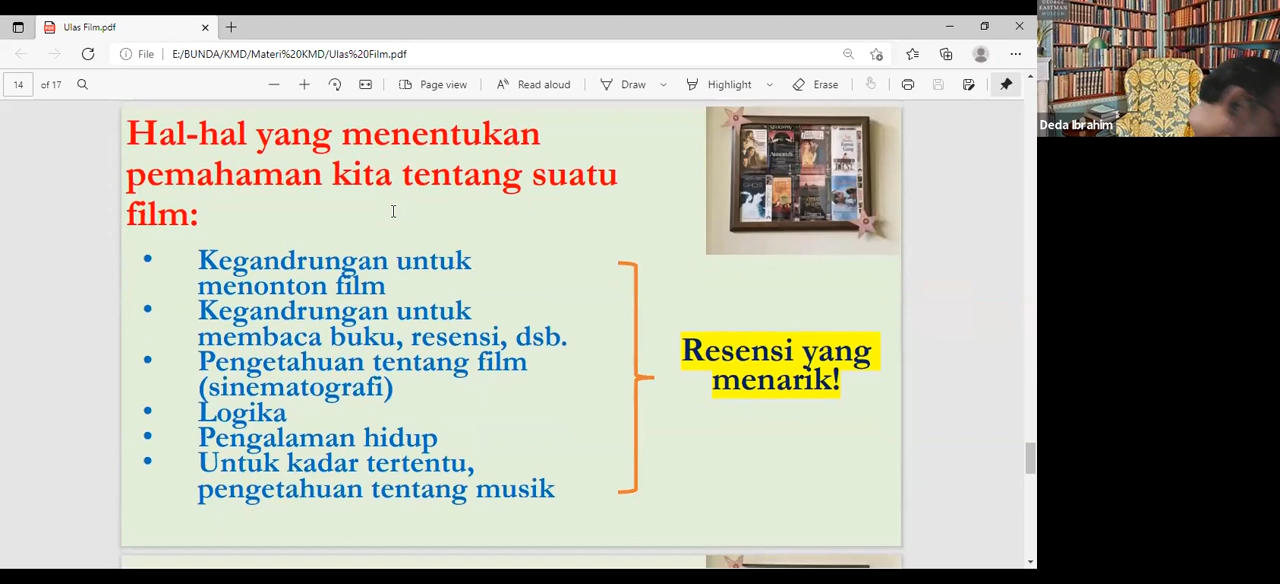 Ulas Film.pdf
File
E:/BUNDA/KMD/Materi%20KMD/Ulas%20Film.pdf
14 of 17
Page view
Read aloud
Draw
Highlight
Erase
GEORGE EASTMAN MUSEUM
Deda Ibrahim
Hal-hal yang menentukan
pemahaman kita tentang suatu
film:
• Kegandrungan untuk
menonton film
• Kegandrungan untuk
membaca buku, resensi, dsb.
• Pengetahuan tentang film
(sinematografi)
• Logika
• Pengalaman hidup
• Untuk kadar tertentu,
pengetahuan tentang musik
Resensi yang
menarik!